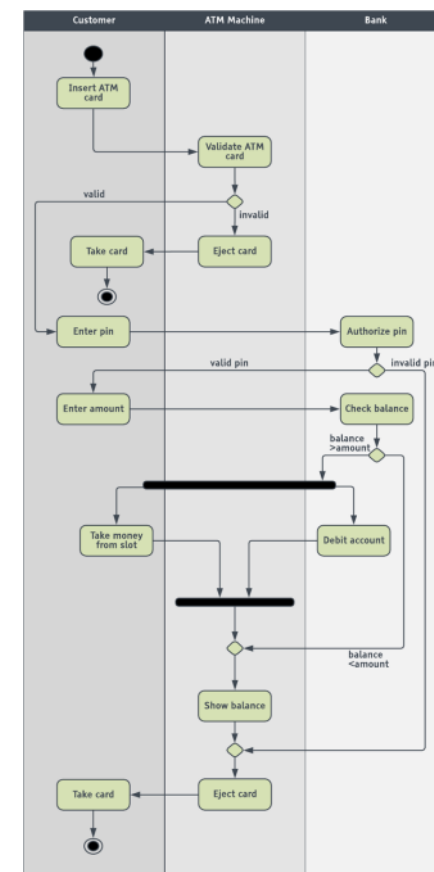 Customer
ATM Machine
Bank
Insert ATM
card
Validate ATM
card
valid
invalid
Take card
Eject card
Enter pin
Authorize pin
valid pin
invalid pin
Enter amount
Check balance
balance
>amount
Take money
from slot
Debit account
balance
<amount
Show balance
Take card
Eject card